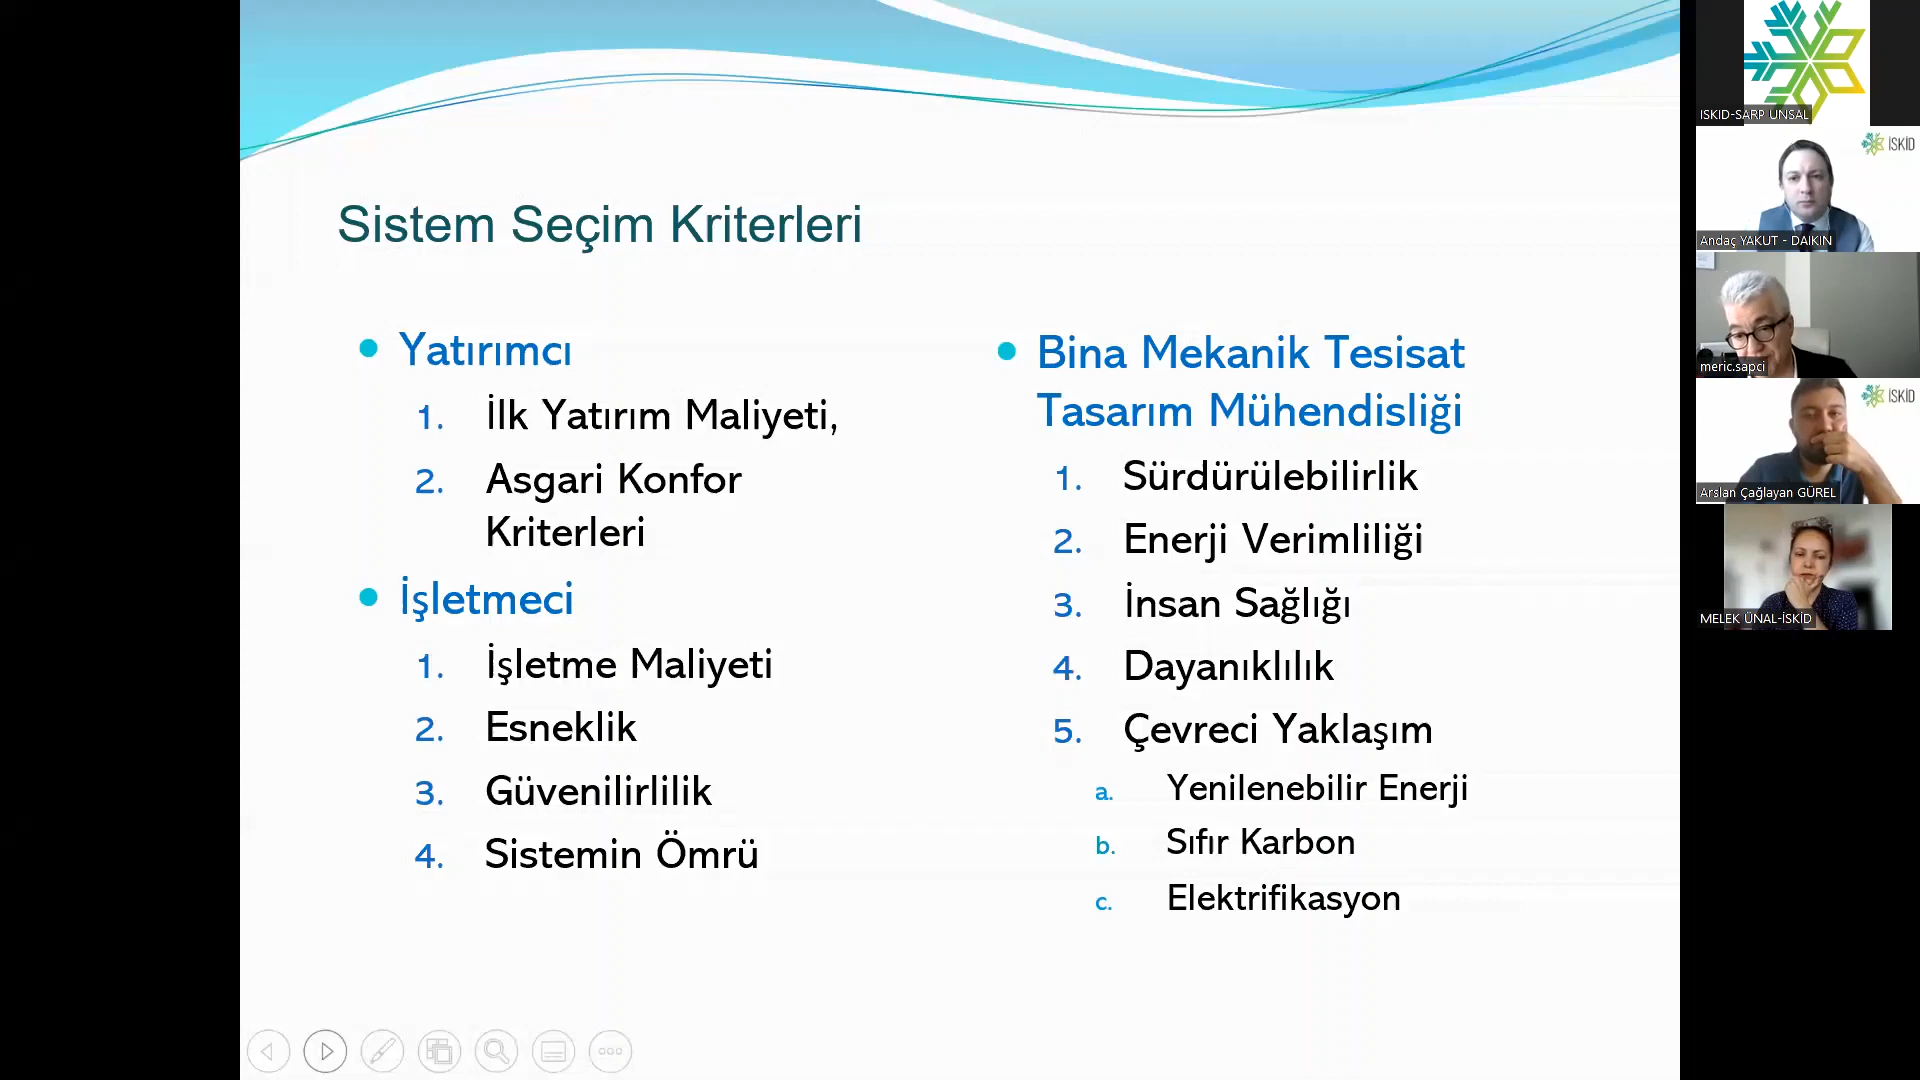 Sistem Seçim Kriterleri
Yatırımcı
1. İlk Yatırım Maliyeti,
2. Asgari Konfor
Kriterleri
İşletmeci
1. İşletme Maliyeti
2. Esneklik
3. Güvenilirlilik
4. Sistemin Ömrü
Bina Mekanik Tesisat
Tasarım Mühendisliği
1. Sürdürülebilirlik
2. Enerji Verimliliği
3. İnsan Sağlığı
4. Dayanıklılık
5. Çevreci Yaklaşım
a. Yenilenebilir Enerji
b. Sıfır Karbon
c. Elektrifikasyon
ISKID-SARP ÜNSAL
İSKİD
Andaç YAKUT - DAIKIN
meric.sapci
İSKİD
Arslan Çağlayan GÜREL
MELEK ÜNAL-İSKİD